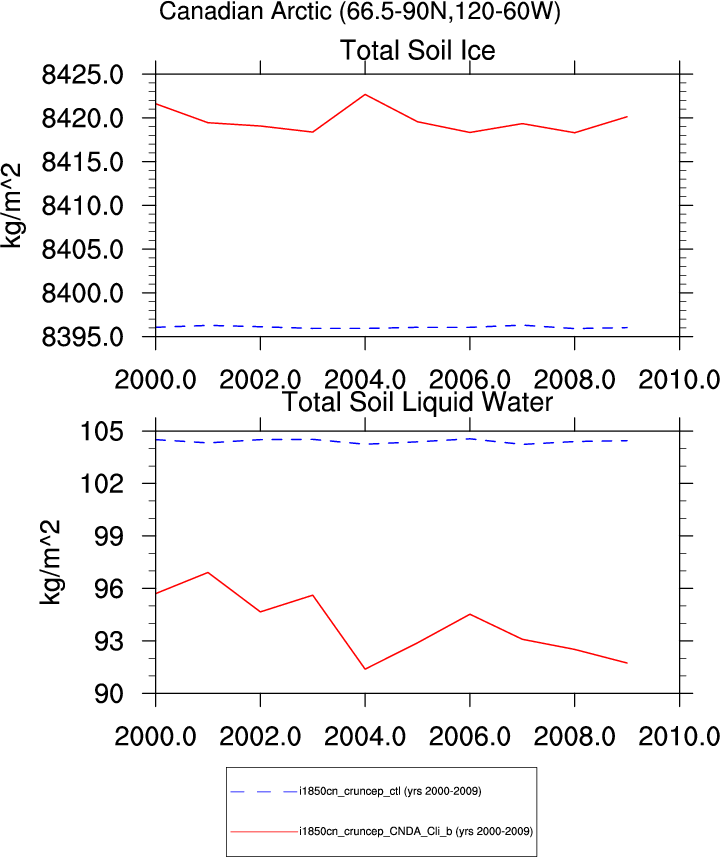 Canadian Arctic (66.5-90N,120-60W)
Total Soil Ice
8425.0
8420.0
8415.0
8410.0
8405.0
8400.0
8395.0
kg/m^2
2000.0 2002.0 2004.0 2006.0 2008.0 2010.0
Total Soil Liquid Water
105
102
99
96
93
90
kg/m^2
2000.0 2002.0 2004.0 2006.0 2008.0 2010.0
i1850cn_cruncep_ctl (yrs 2000-2009)
i1850cn_cruncep_CNDA_Cli_b (yrs 2000-2009)